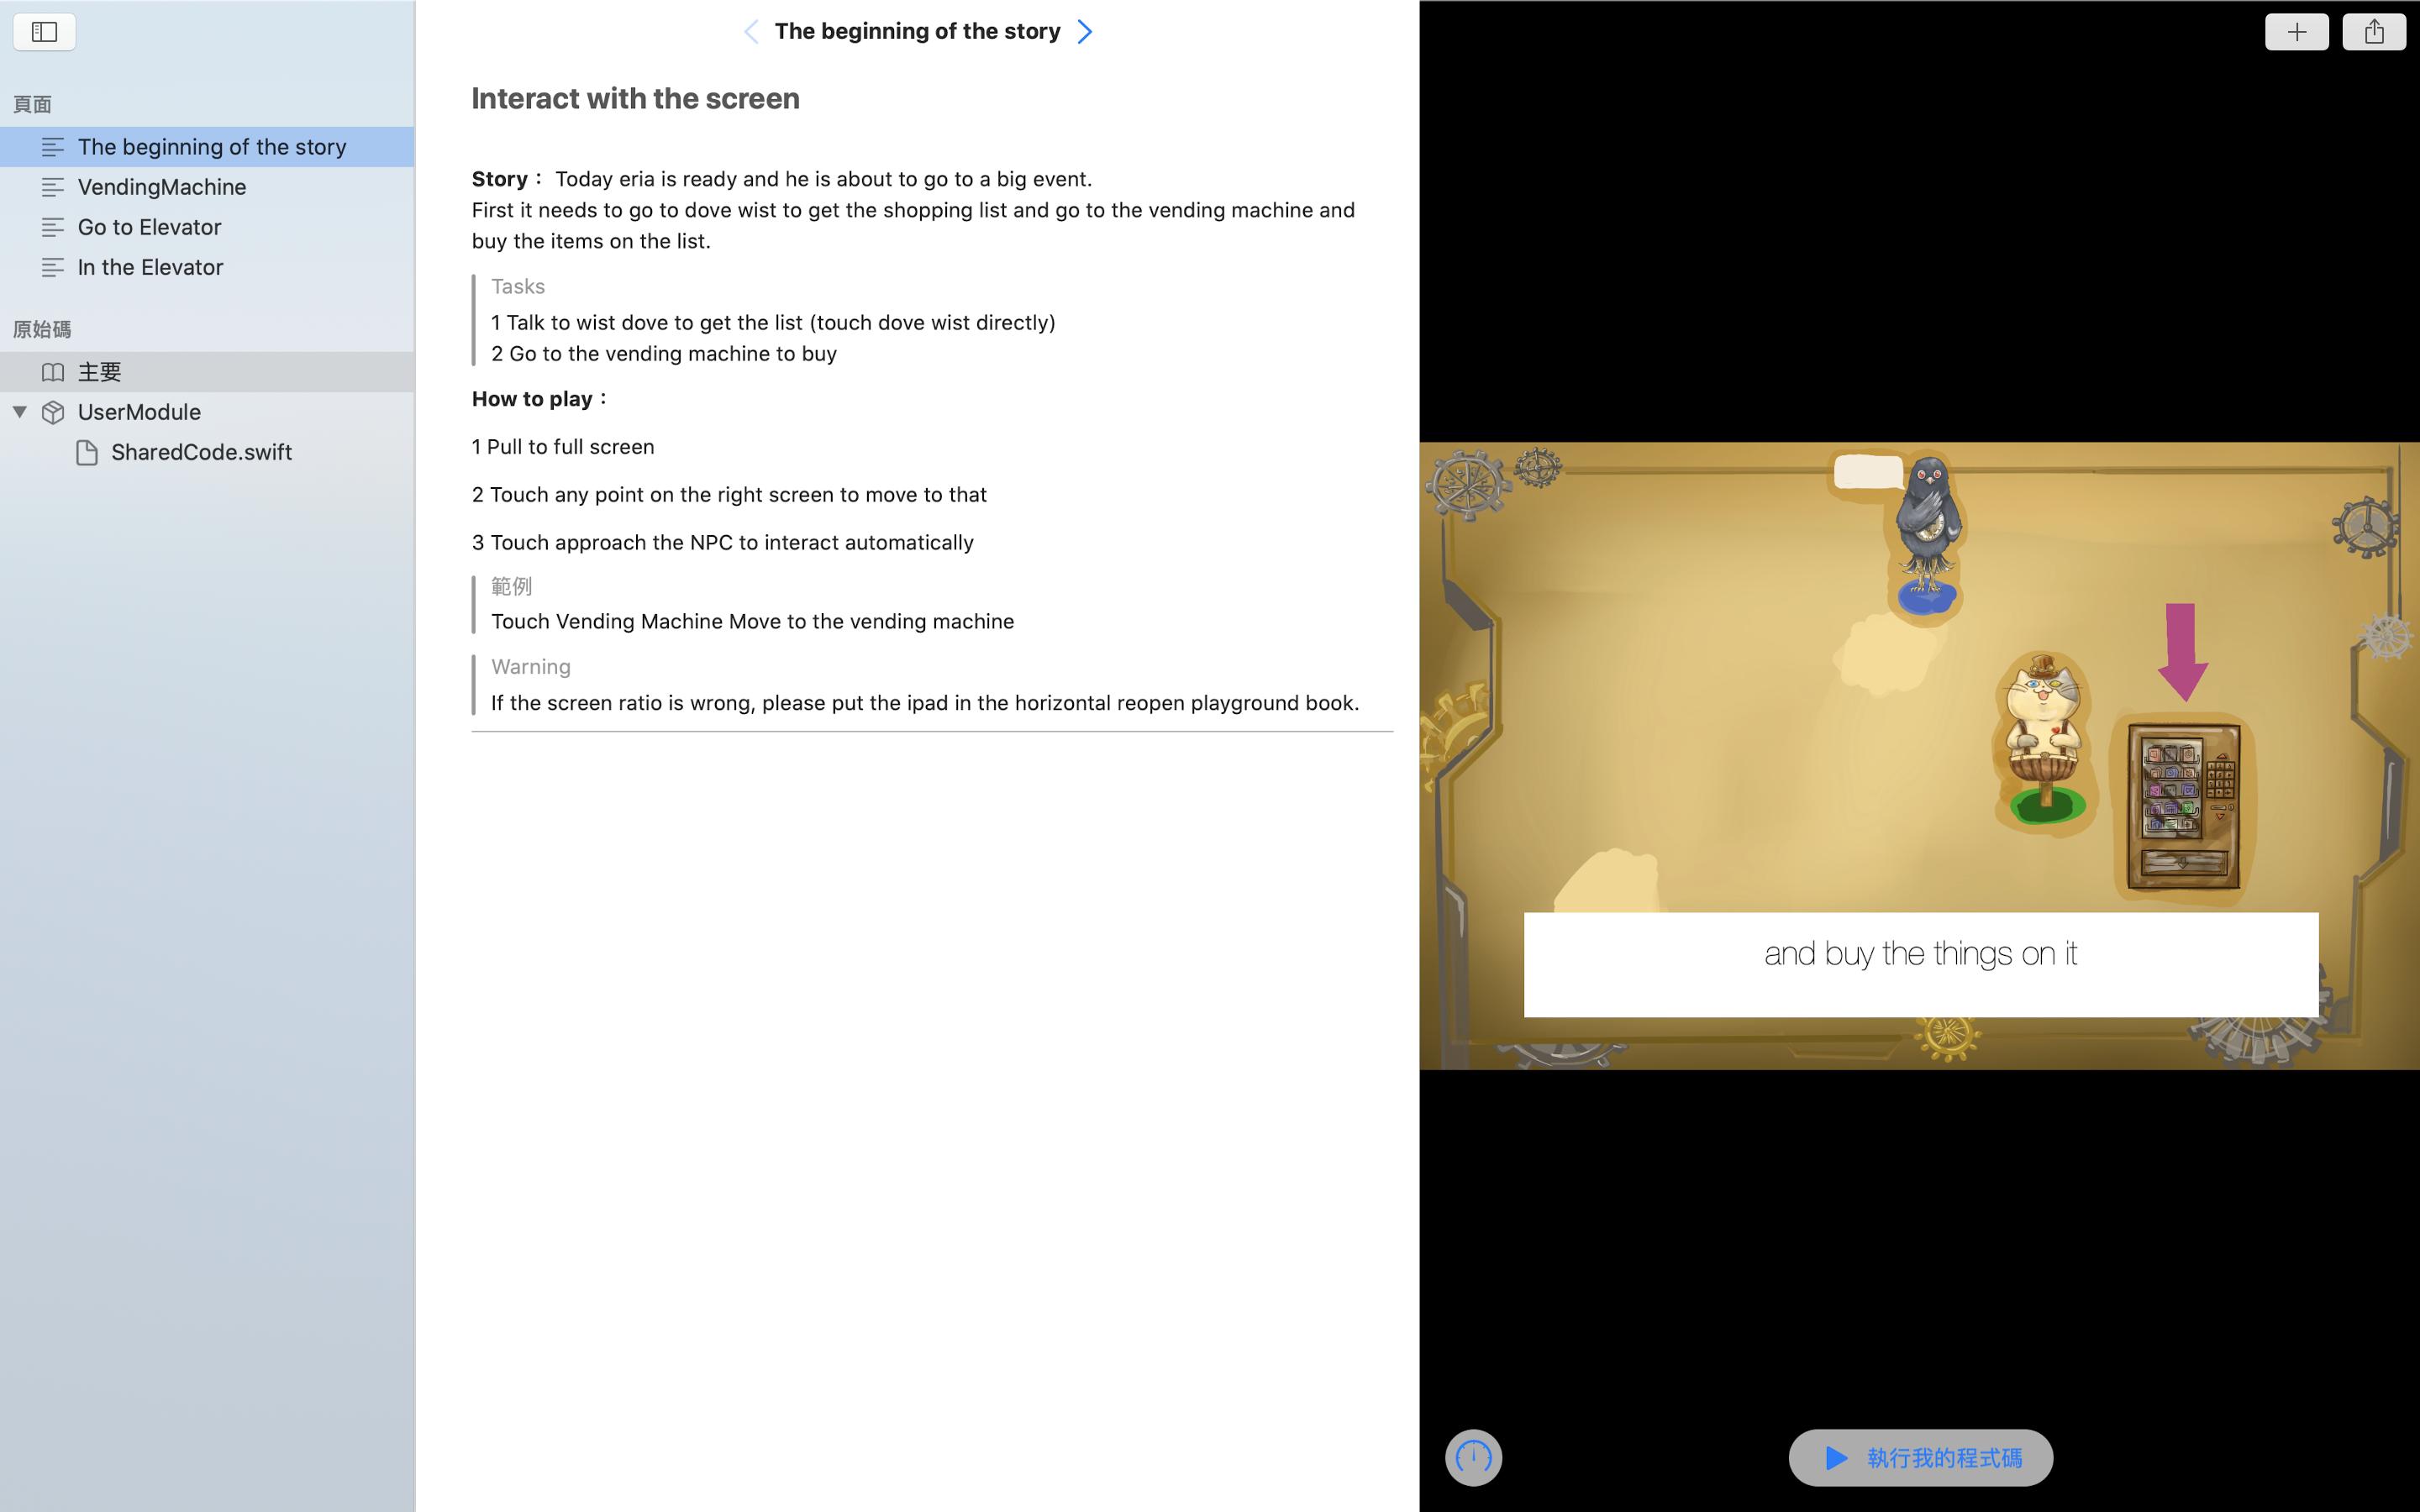 頁面
The beginning of the story
VendingMachine
Go to Elevator
In the Elevator
原始碼
主要
UserModule
SharedCode.swift
The beginning of the story
Interact with the screen
Story： Today eria is ready and he is about to go to a big event.
First it needs to go to dove wist to get the shopping list and go to the vending machine and
buy the items on the list.
Tasks
1 Talk to wist dove to get the list (touch dove wist directly)
2 Go to the vending machine to buy
How to play：
1 Pull to full screen
2 Touch any point on the right screen to move to that
3 Touch approach the NPC to interact automatically
範例
Touch Vending Machine Move to the vending machine
Warning
If the screen ratio is wrong, please put the ipad in the horizontal reopen playground book.
and buy the things on it
執行我的程式碼